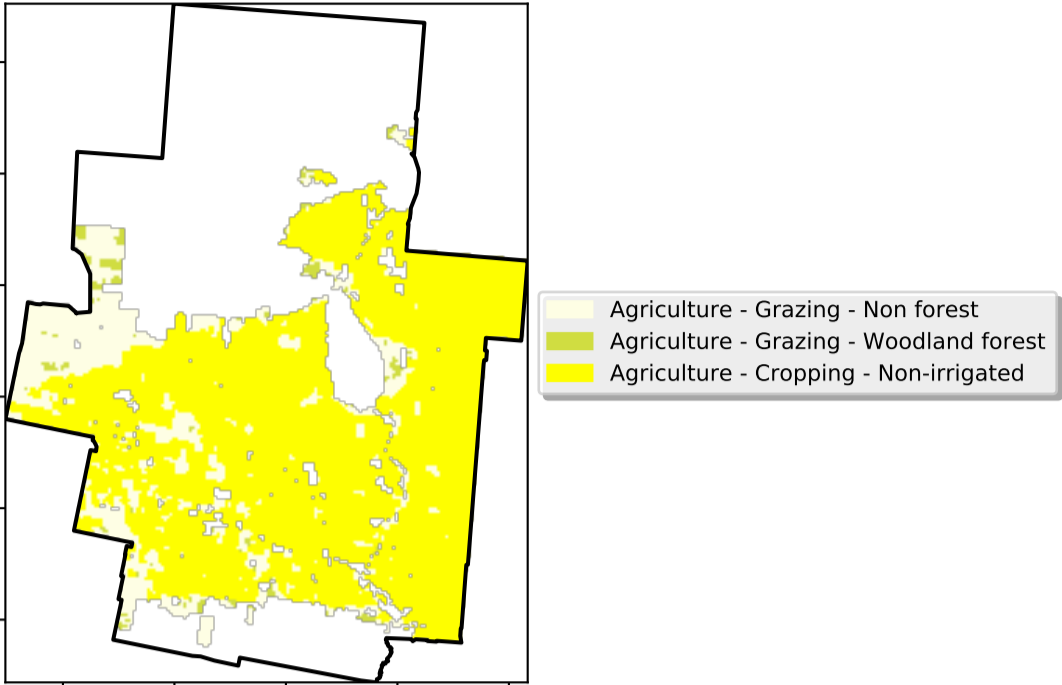 Agriculture - Grazing - Non forest
Agriculture - Grazing - Woodland forest
Agriculture - Cropping - Non-irrigated